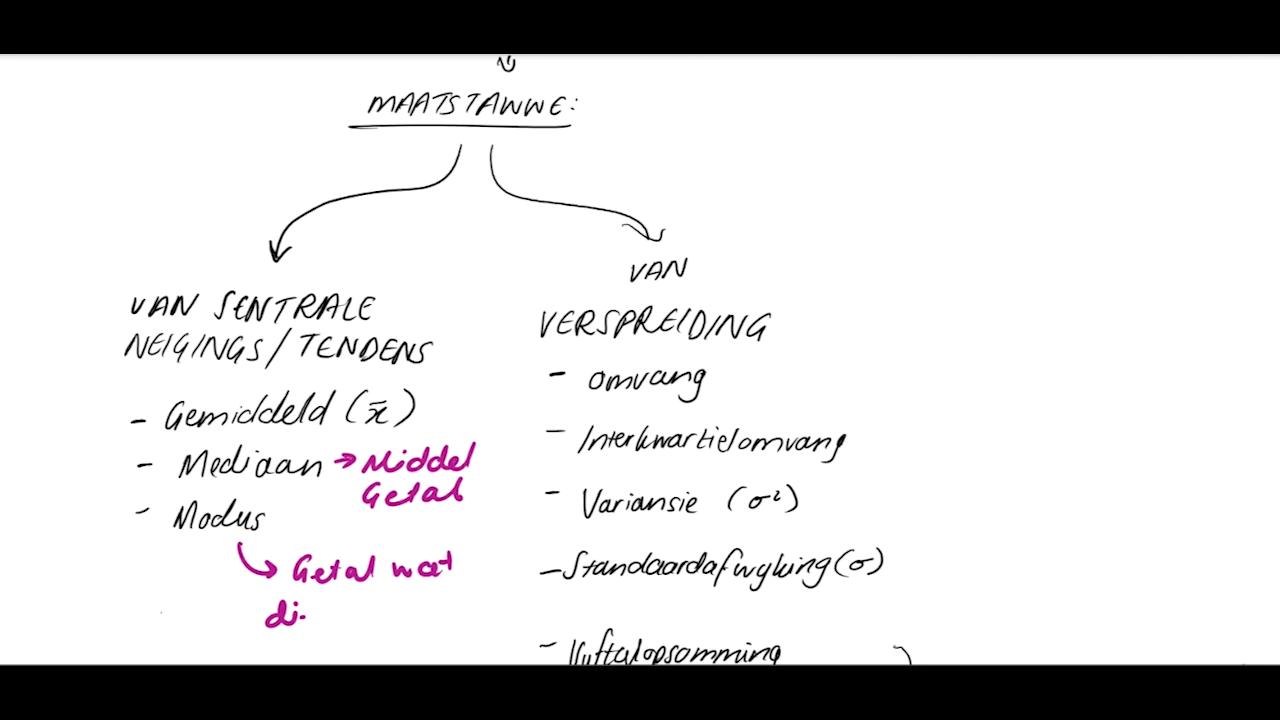 MAATSTAWWE:
VAN SENTRALE
NEIGINGS/TENDENS
- Gemiddeld (x̄)
- Mediaan → Middel
Getal
- Modus
Getal wat
di
VAN
VERSPREIDING
- Omvang
- Interkwartielomvang
- Variansie (σ²)
- Standaardafwyking (σ)
- Vyftalopsomming